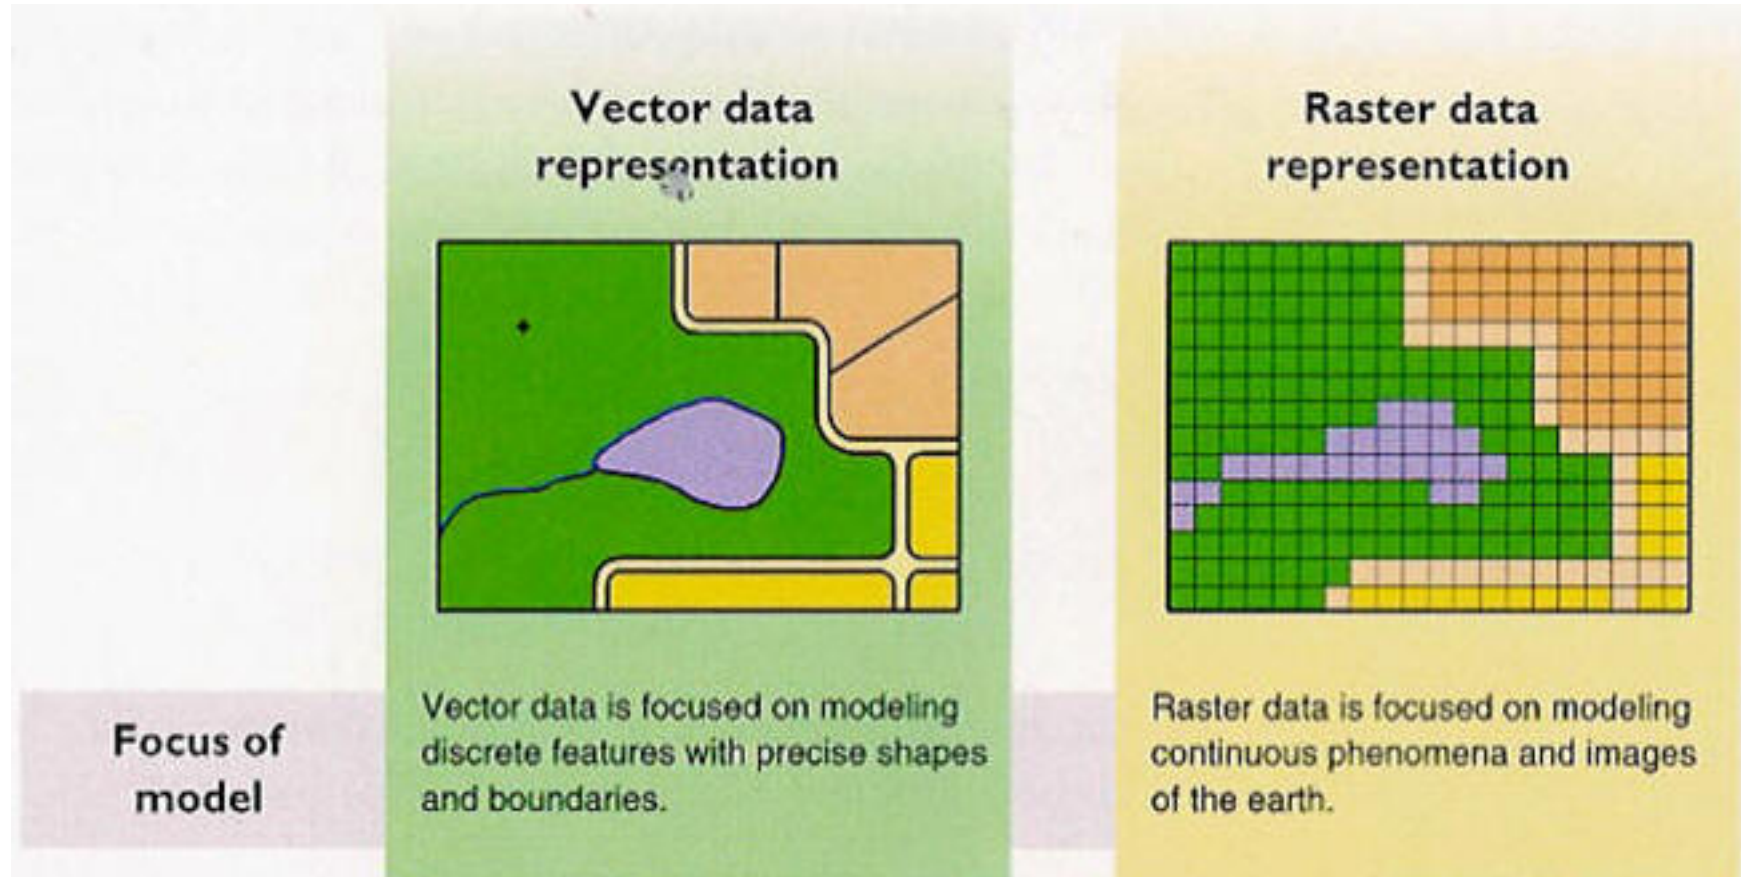 Vector data
representation
Raster data
representation
Focus of
model
Vector data is focused on modeling
discrete features with precise shapes
and boundaries.
Raster data is focused on modeling
continuous phenomena and images
of the earth.